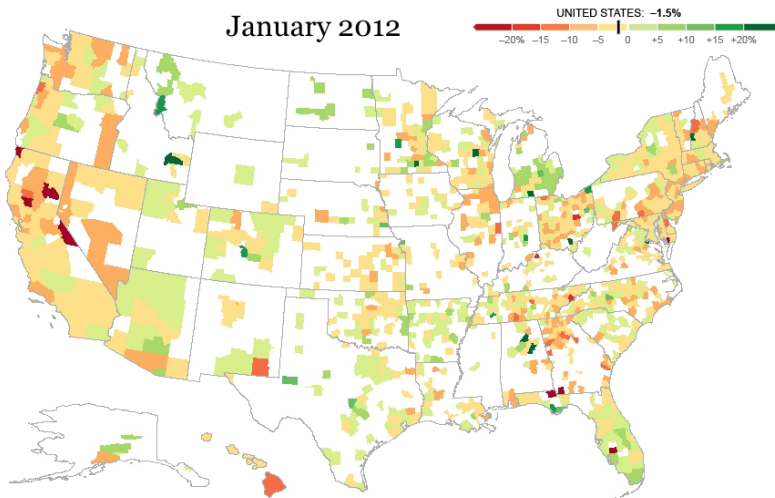 January 2012
UNITED STATES: –1.5%
–20% –15 –10 –5 0 +5 +10 +15 +20%